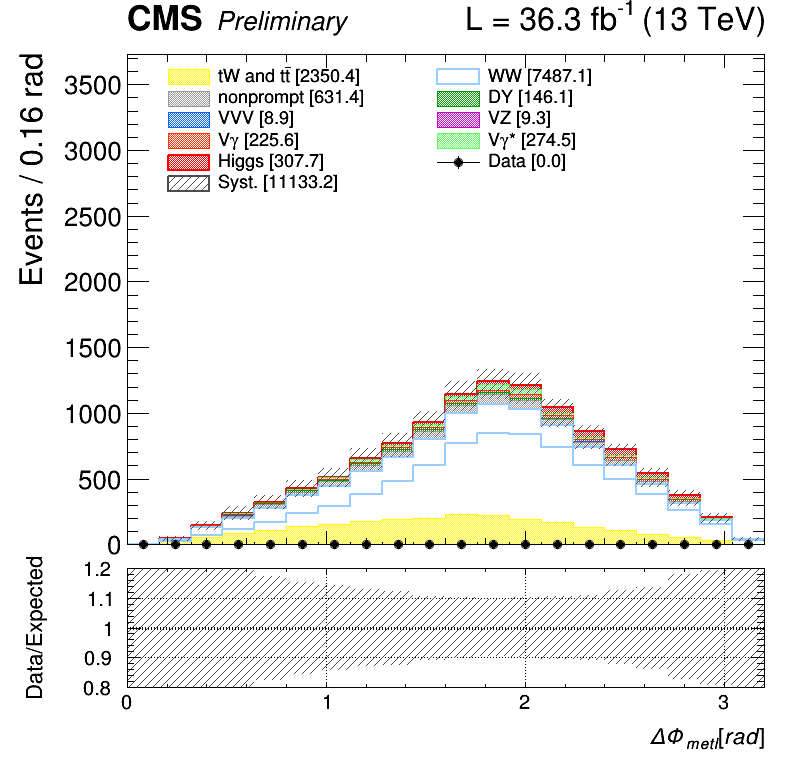 CMS Preliminary L = 36.3 fb⁻¹ (13 TeV)
Events / 0.16 rad
3500
3000
2500
2000
1500
1000
500
0
tW and tt̄ [2350.4] WW [7487.1]
nonprompt [631.4] DY [146.1]
VVV [8.9] VZ [9.3]
Vγ [225.6] Vγ* [274.5]
Higgs [307.7] Data [0.0]
Syst. [11133.2]
Data/Expected
1.2
1.1
1
0.9
0.8
0 1 2 3
ΔΦ metl[rad]